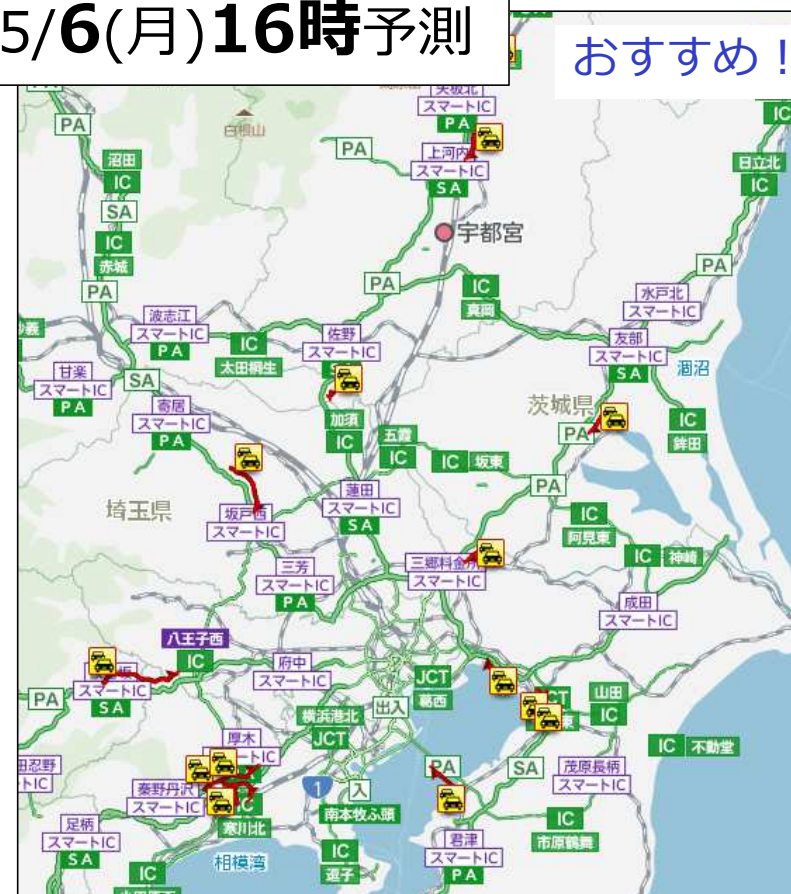 5/6(月)16時予測
おすすめ！
矢板北
スマートIC
PA
IC
PA
白根山
PA
上河内
スマートIC
SA
日立北
IC
沼田
IC
SA
宇都宮
IC
赤城
PA
PA
IC
真岡
PA
水戸北
スマートIC
波志江
スマートIC
PA
IC
太田桐生
佐野
スマートIC
友部
スマートIC
SA
涸沼
甘楽
スマートIC
PA
SA
寄居
スマートIC
PA
加須
IC
五霞
IC
IC 坂東
茨城県
PA
IC
鉾田
埼玉県
坂戸西
スマートIC
蓮田
スマートIC
SA
PA
IC
阿見東
三芳
スマートIC
PA
三郷料金所
スマートIC
IC 神崎
成田
スマートIC
八王子西
IC
府中
スマートIC
スマートIC
SA
PA
JCT
葛西
出入
横浜港北
JCT
山田
IC
IC 不動堂
厚木
秦野丹沢
スマートIC
寒川北
1
入
南本牧ふ頭
PA
SA
茂原長柄
スマートIC
足柄
スマートIC
SA
IC
相模湾
IC
逗子
君津
スマートIC
PA
IC
市原鶴舞